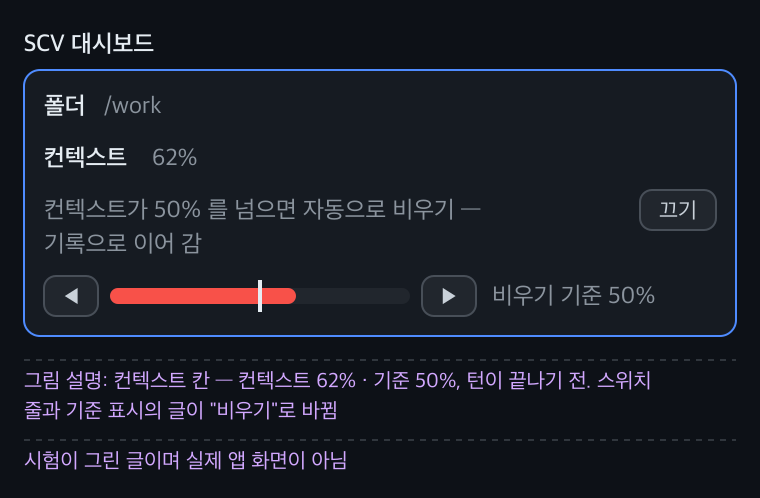 SCV 대시보드
폴더 /work
컨텍스트 62%
컨텍스트가 50% 를 넘으면 자동으로 비우기 —
기록으로 이어 감
끄기
◀ ▶ 비우기 기준 50%
그림 설명: 컨텍스트 칸 — 컨텍스트 62% · 기준 50%, 턴이 끝나기 전. 스위치
줄과 기준 표시의 글이 "비우기"로 바뀜
시험이 그린 글이며 실제 앱 화면이 아님